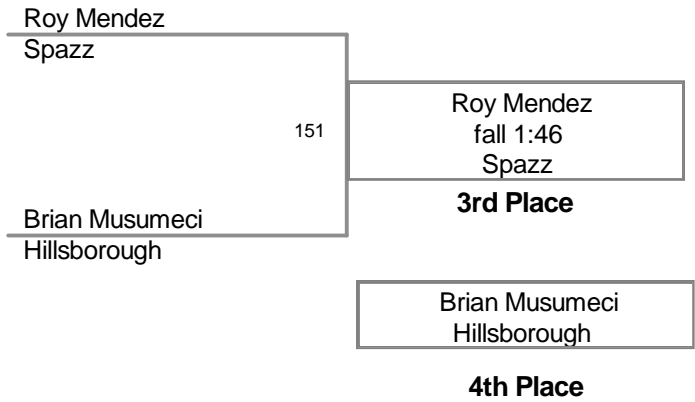 Roy Mendez
Spazz
151
Roy Mendez
fall 1:46
Spazz
3rd Place
Brian Musumeci
Hillsborough
Brian Musumeci
Hillsborough
4th Place